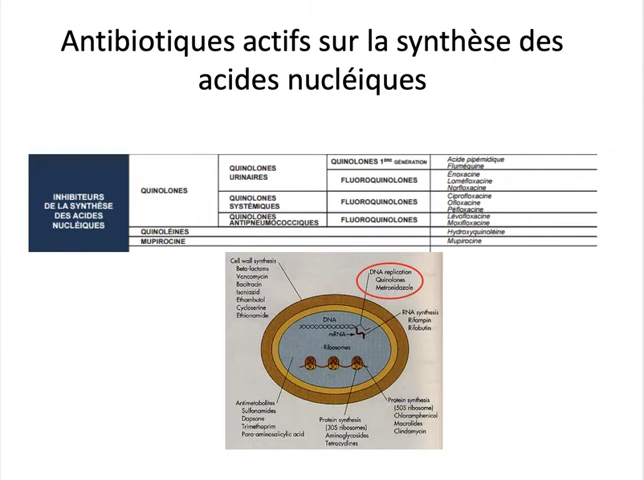 Antibiotiques actifs sur la synthèse des
acides nucléiques
INHIBITEURS
DE LA SYNTHÈSE
DES ACIDES
NUCLÉIQUES
QUINOLONES
QUINOLONES
URINAIRES
QUINOLONES 1ÈRE GÉNÉRATION
Acide pipémidique
Fluméquine
FLUOROQUINOLONES
Énoxacine
Loméfloxacine
Norfloxacine
QUINOLONES
SYSTÉMIQUES
FLUOROQUINOLONES
Ciprofloxacine
Ofloxacine
Péfloxacine
QUINOLONES
ANTIPNEUMOCOCCIQUES
FLUOROQUINOLONES
Lévofloxacine
Moxifloxacine
QUINOLÉINES
Hydroxyquinoléine
MUPIROCINE
Mupirocine
Cell wall synthesis
Beta-lactams
Vancomycin
Bacitracin
Isoniazid
Ethambutol
Cycloserine
Ethionamide
DNA replication
Quinolones
Metronidazole
RNA synthesis
Rifampin
Rifabutin
DNA
mRNA
Ribosomes
Antimetabolites
Sulfonamides
Dapsone
Trimethoprim
Para-aminosalicylic acid
Protein synthesis
(30S ribosomes)
Aminoglycosides
Tetracyclines
Protein synthesis
(50S ribosome)
Chloramphenicol
Macrolides
Clindamycin